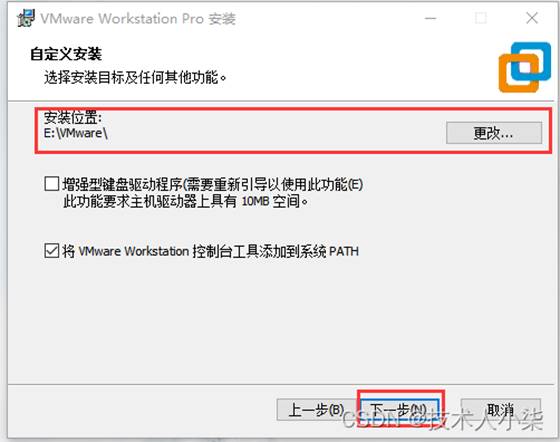 VMware Workstation Pro 安装
自定义安装
选择安装目标及任何其他功能。
安装位置:
E:\VMware\
更改...
增强型键盘驱动程序(需要重新引导以使用此功能(E)
此功能要求主机驱动器上具有 10MB 空间。
将 VMware Workstation 控制台工具添加到系统 PATH
上一步(B) 下一步(N) 取消
CSDN @技术人小柒